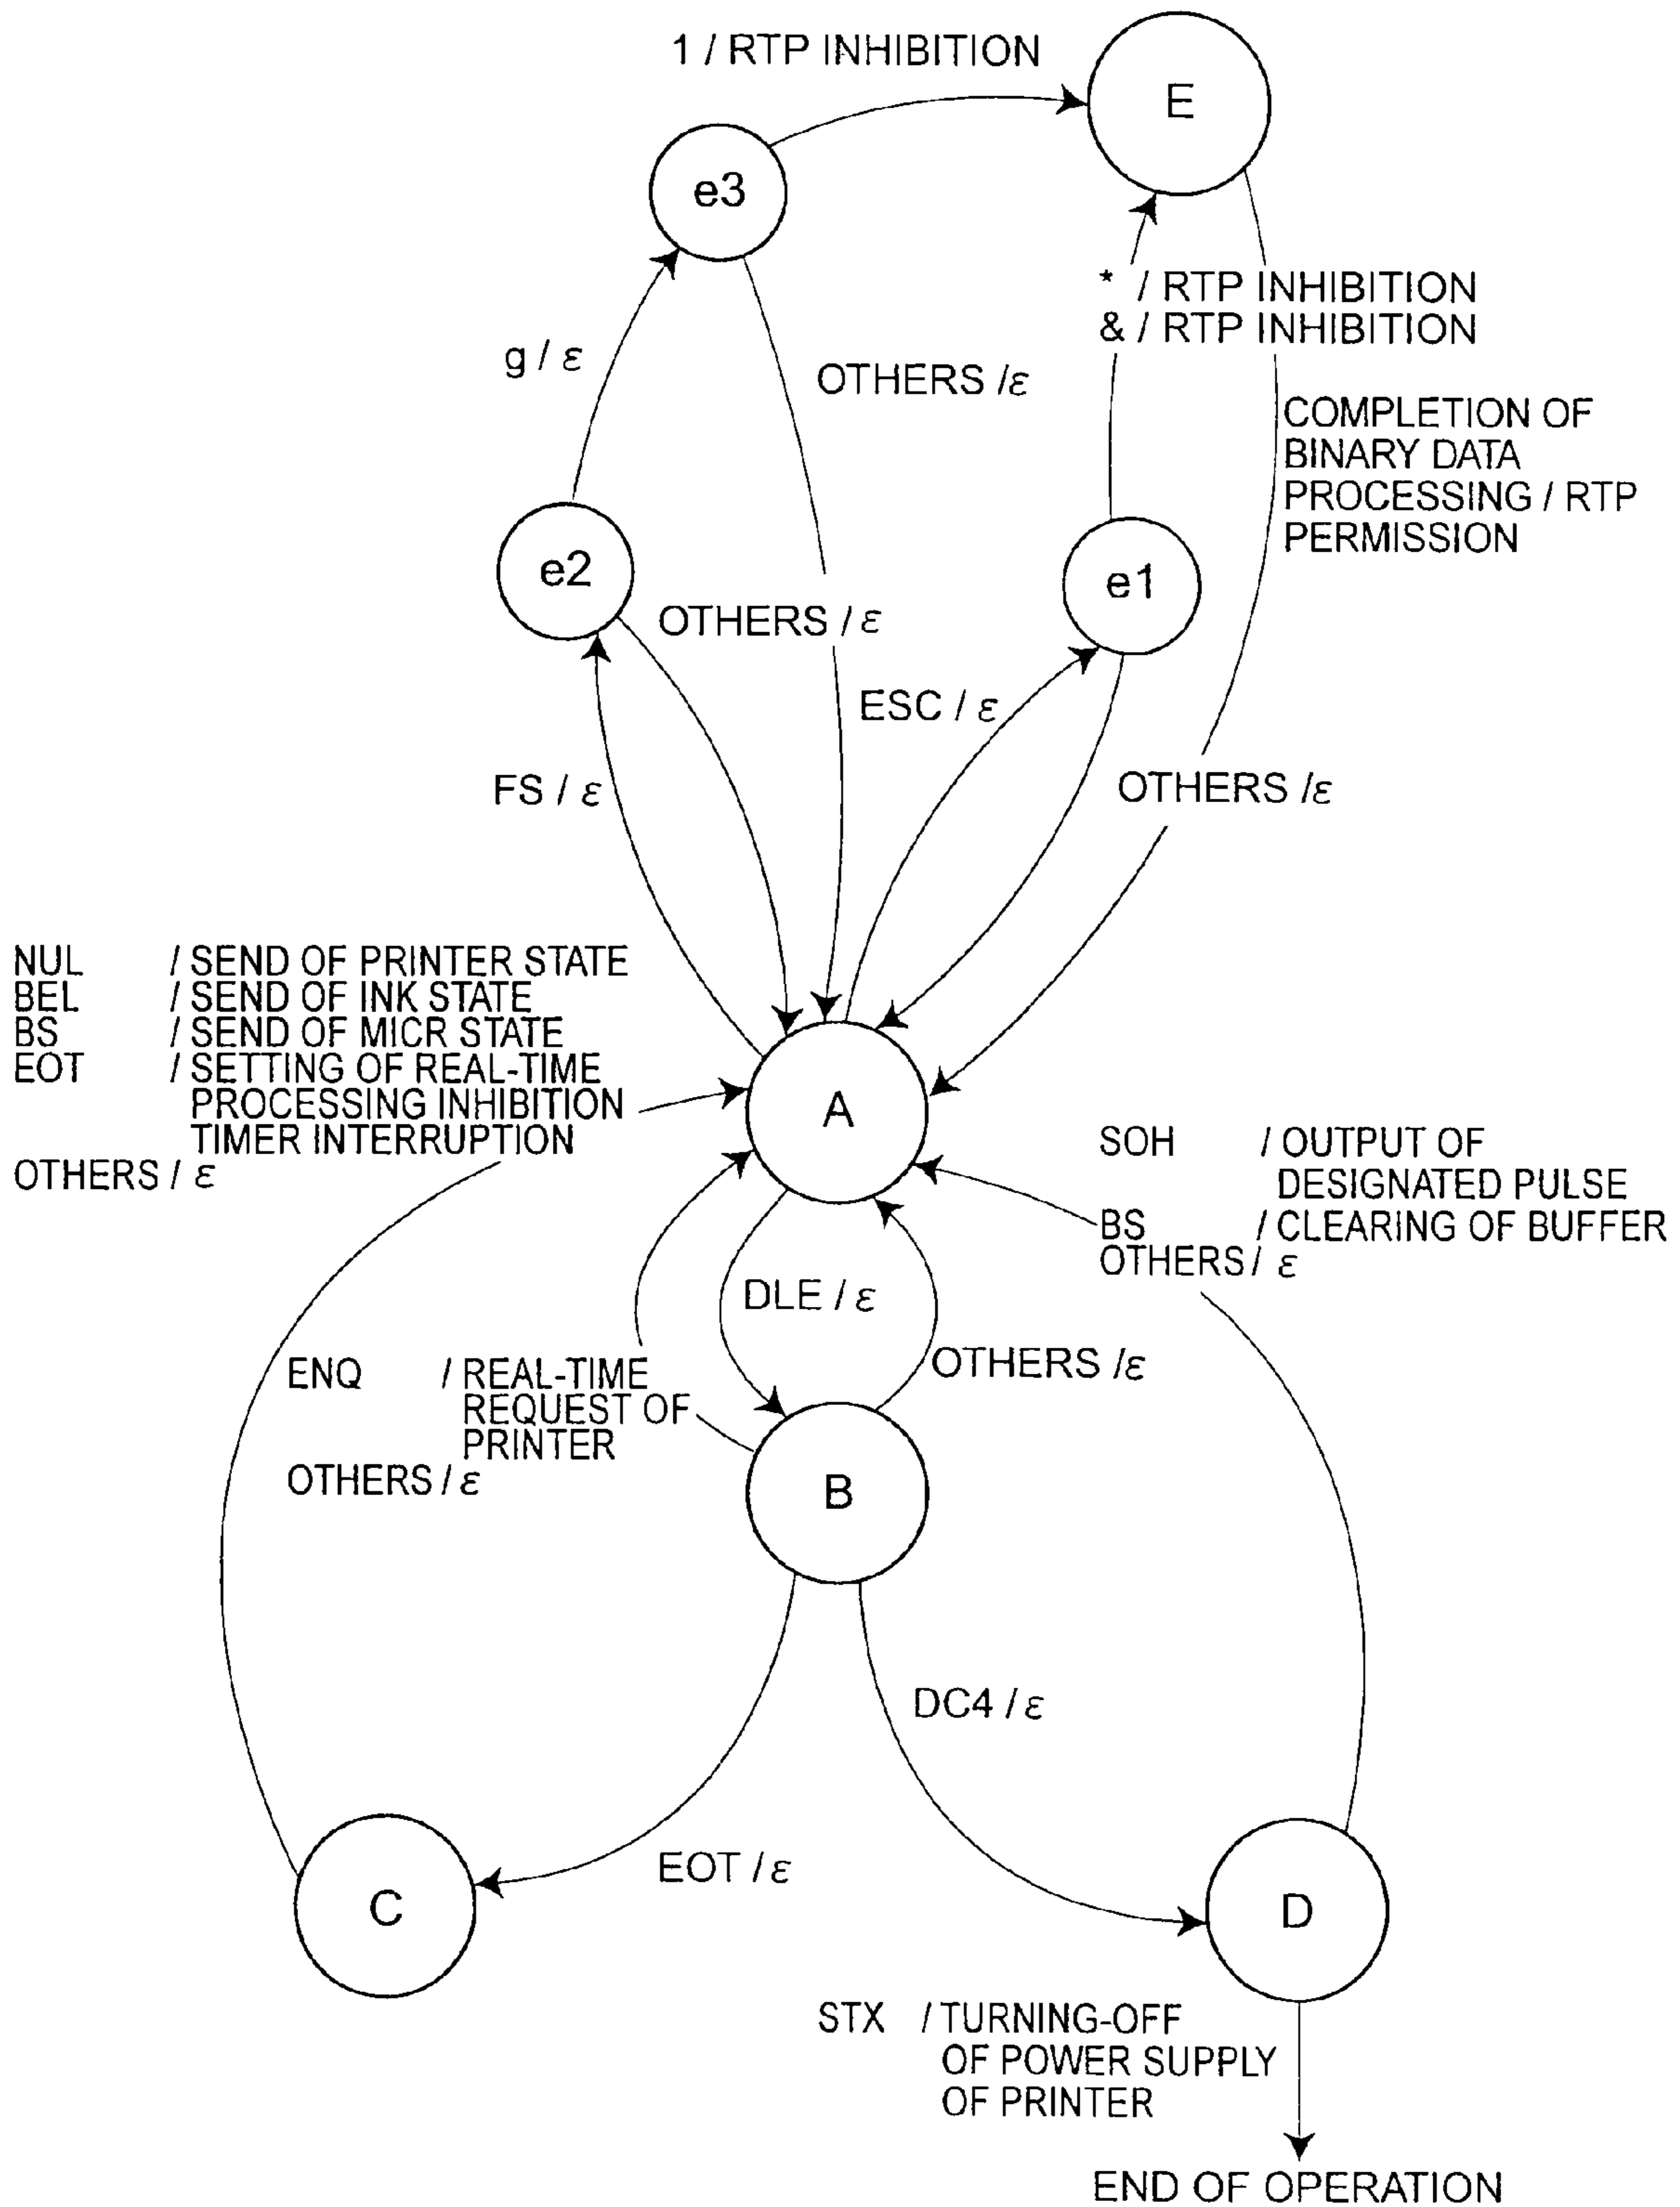 1 / RTP INHIBITION
E
e3
* / RTP INHIBITION
& / RTP INHIBITION
g / ε
OTHERS /ε
COMPLETION OF
BINARY DATA
PROCESSING / RTP
PERMISSION
e2
e1
OTHERS / ε
ESC / ε
FS / ε
OTHERS /ε
NUL / SEND OF PRINTER STATE
BEL / SEND OF INK STATE
BS / SEND OF MICR STATE
EOT / SETTING OF REAL-TIME
PROCESSING INHIBITION
TIMER INTERRUPTION
OTHERS / ε
A
SOH / OUTPUT OF
DESIGNATED PULSE
BS / CLEARING OF BUFFER
OTHERS / ε
DLE / ε
OTHERS /ε
ENQ / REAL-TIME
REQUEST OF
PRINTER
OTHERS / ε
B
DC4 / ε
EOT / ε
C
D
STX / TURNING-OFF
OF POWER SUPPLY
OF PRINTER
END OF OPERATION